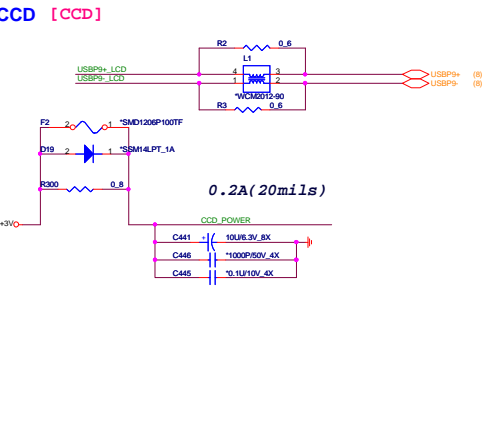 CCD [CCD]
R2 0_6
L1
USBP9+_LCD 4 3 USBP9+ (8)
USBP9-_LCD 1 2 USBP9- (8)
*WCM2012-90
R3 0_6
F2 2 1 *SMD1206P100TF
D19 2 1 *SSM14LPT_1A
R300 0_8
0.2A(20mils)
+3V
CCD_POWER
C441 + 10U/6.3V_8X
C446 *1000P/50V_4X
C445 *0.1U/10V_4X